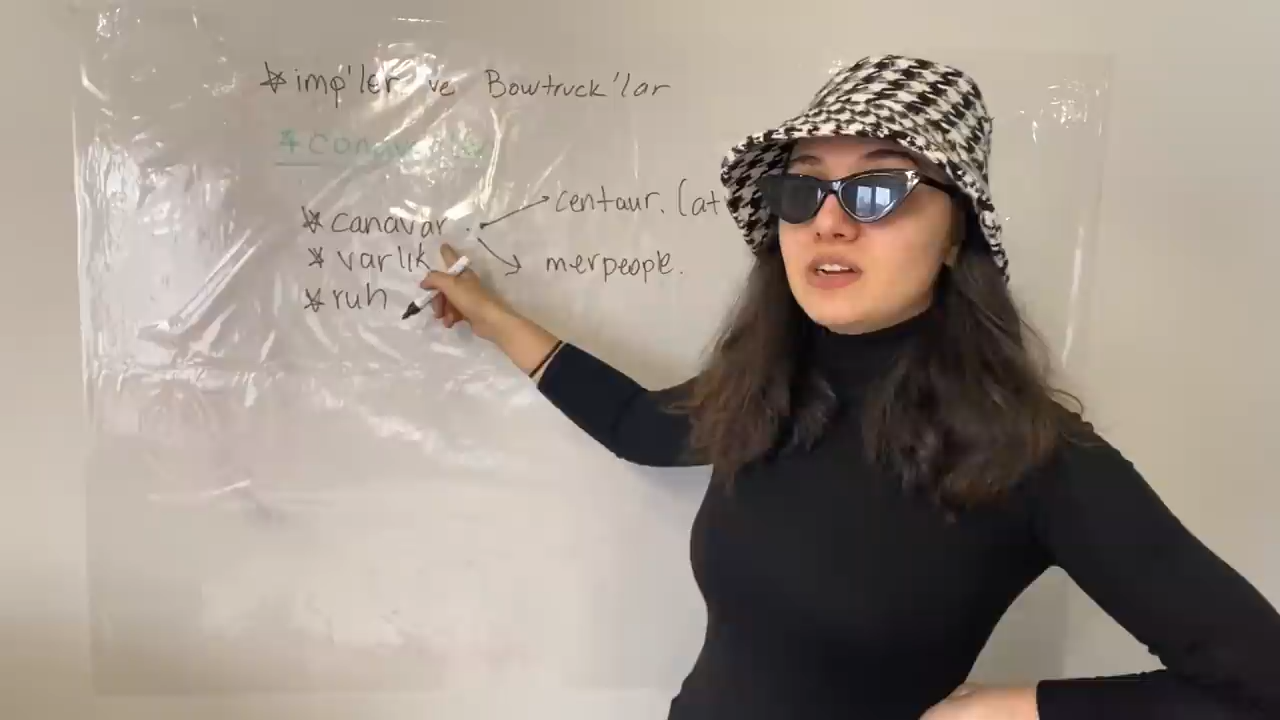 * imp'ler ve Bowtruck'lar
* canavar
centaur. (at
* varlık
merpeople.
* ruh